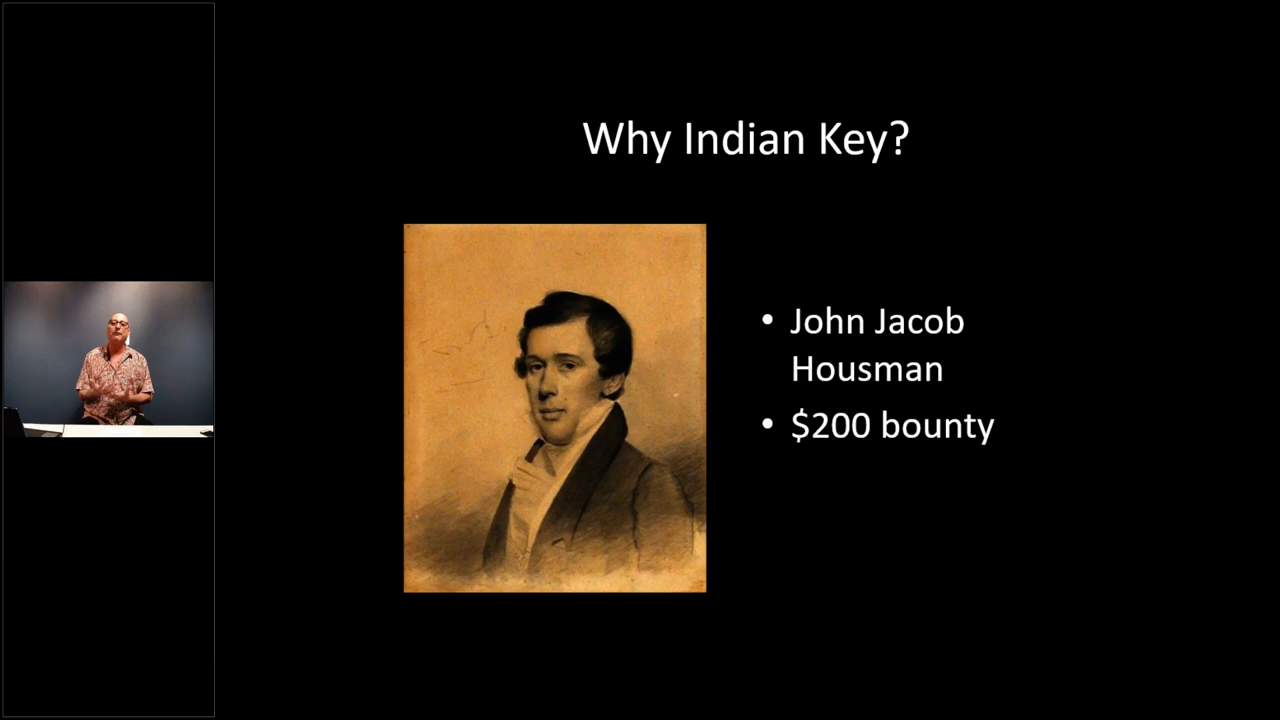 Why Indian Key?
• John Jacob
Housman
• $200 bounty